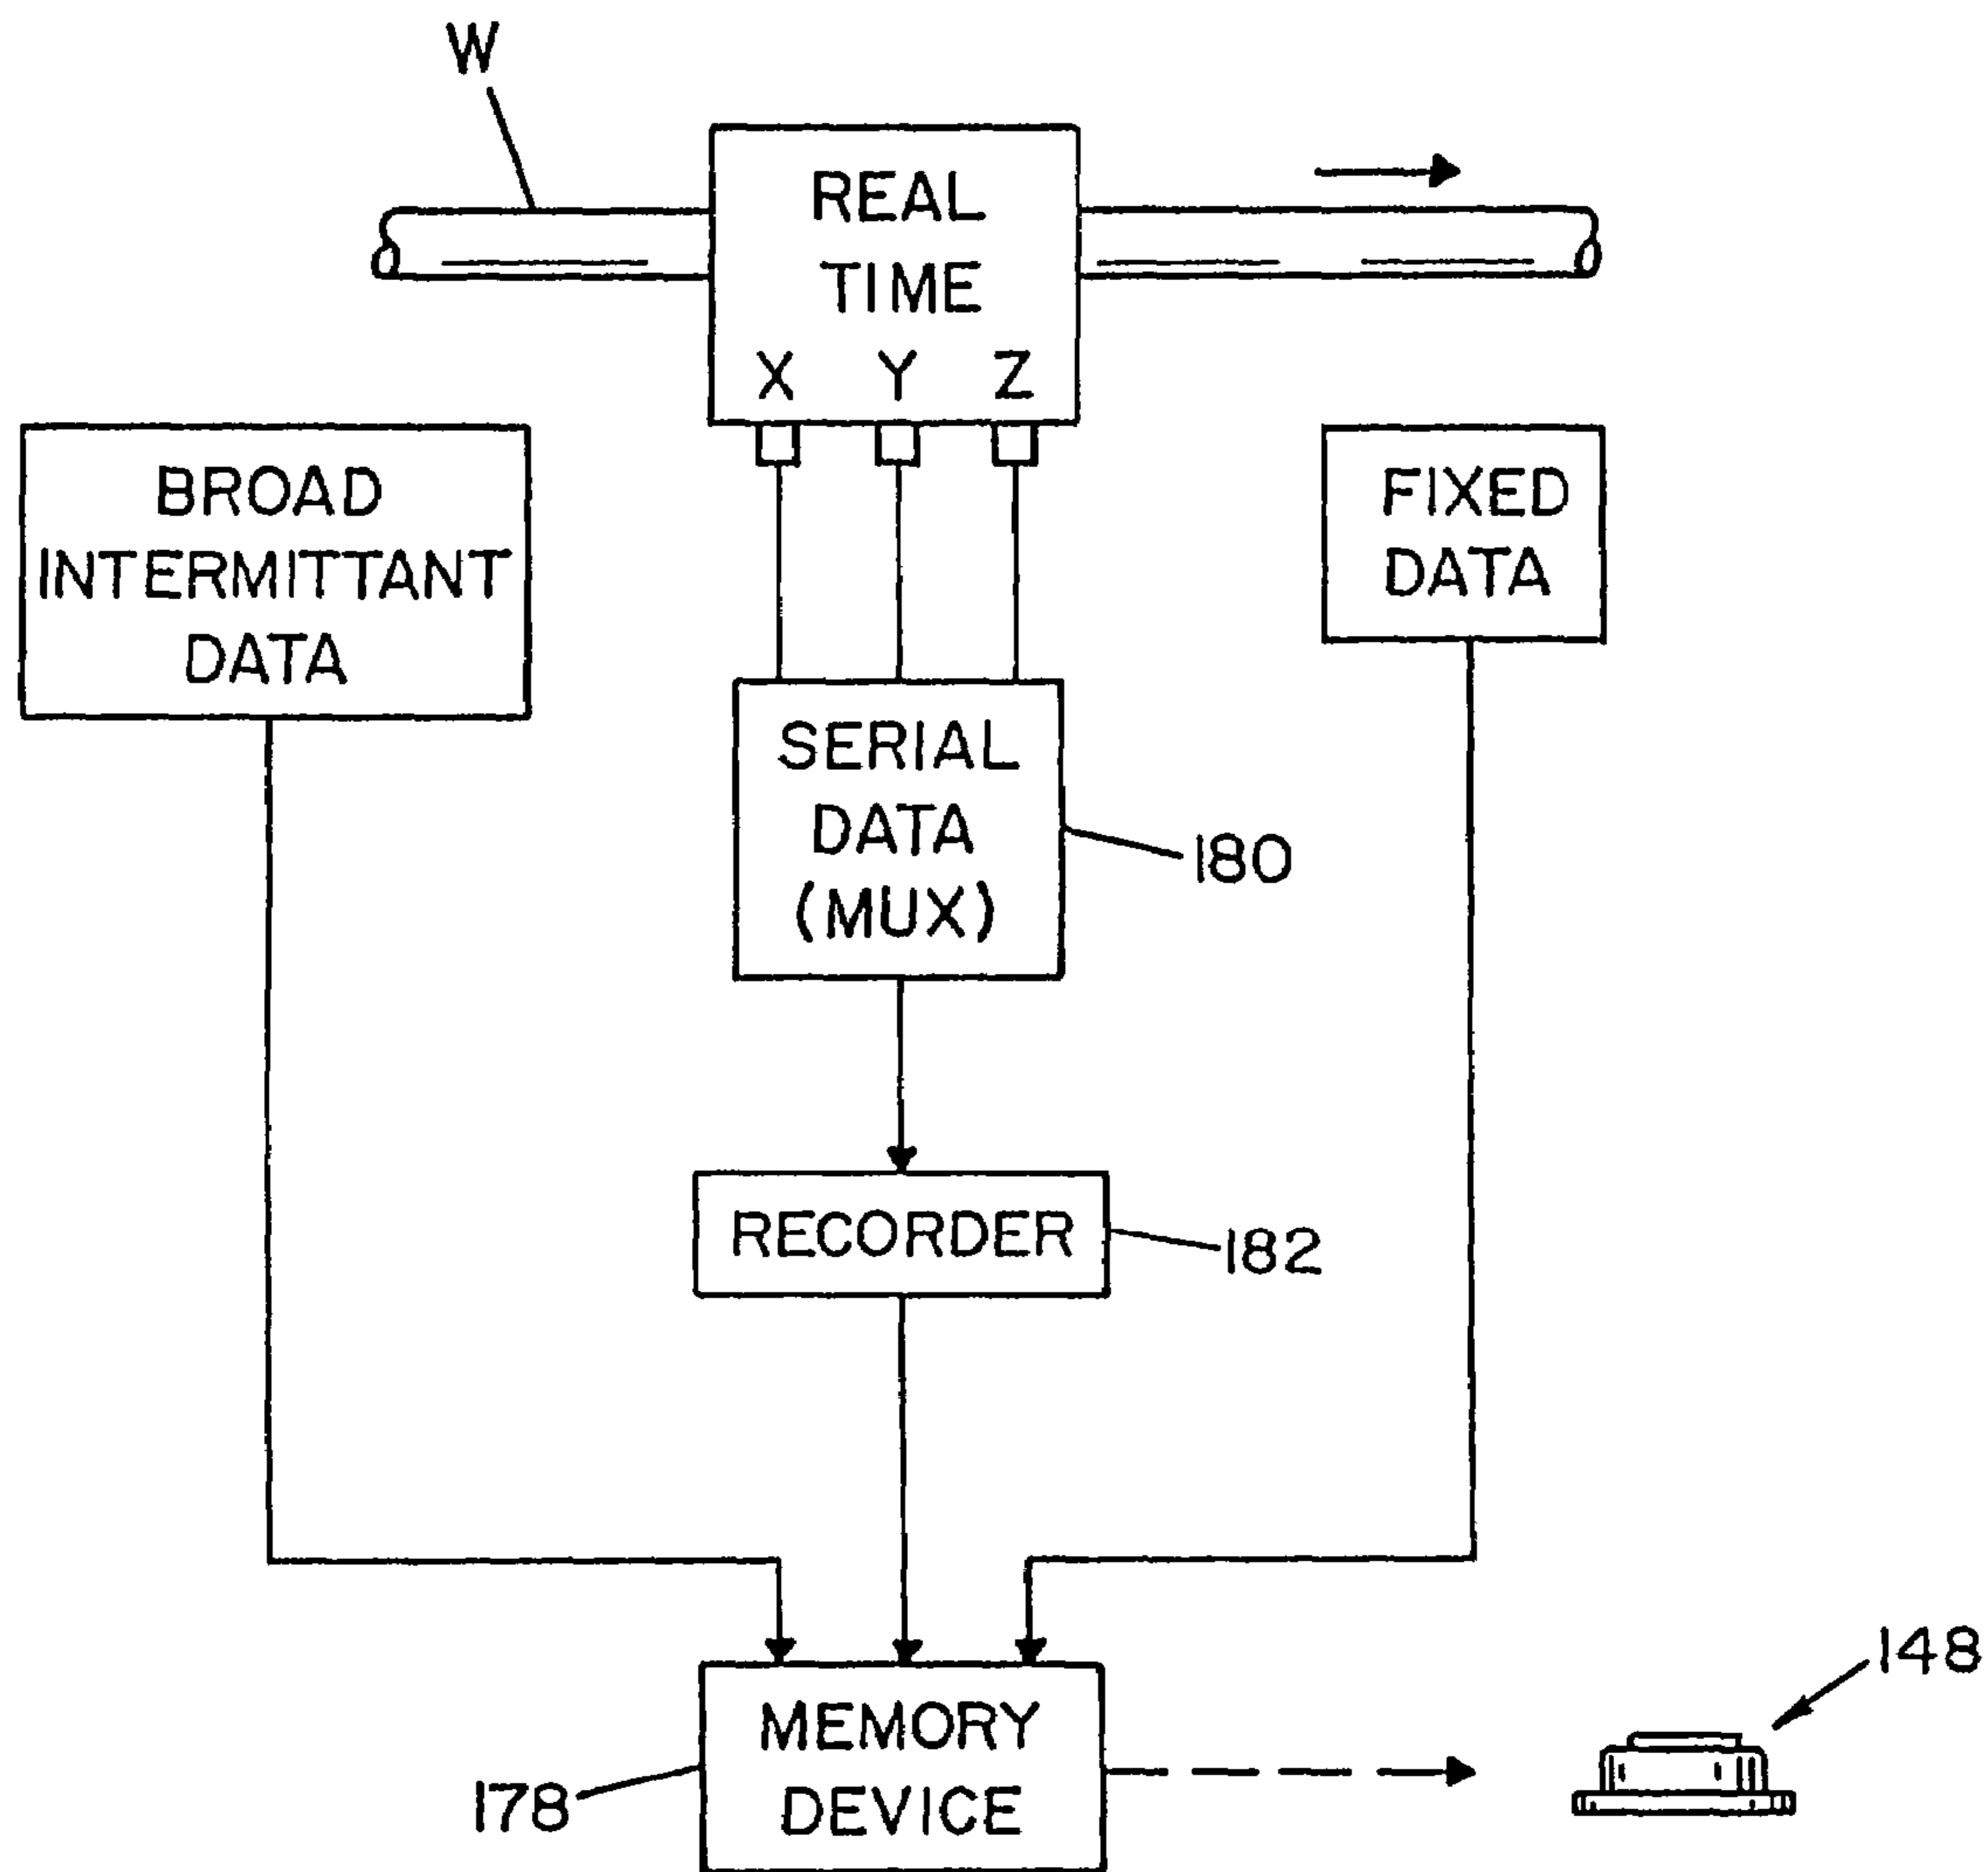 W
REAL
TIME
X Y Z
BROAD
INTERMITTANT
DATA
FIXED
DATA
SERIAL
DATA
(MUX)
180
RECORDER
182
MEMORY
DEVICE
178
148